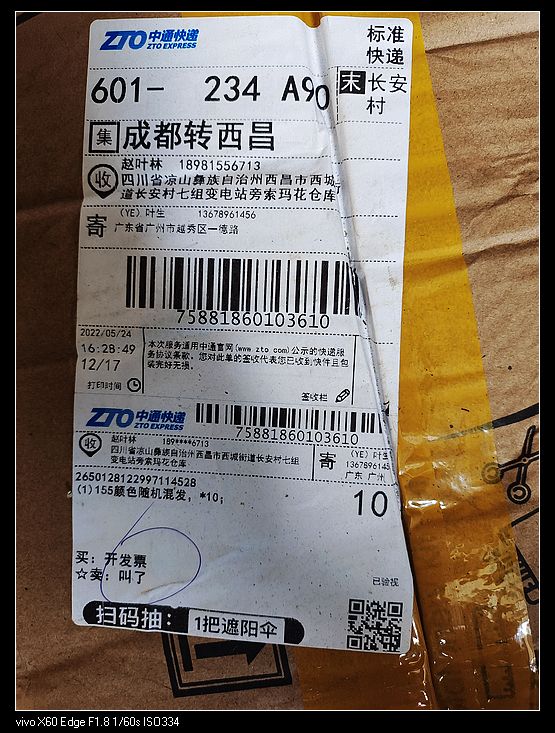 ZTO中通快递
ZTO EXPRESS
标准
快递
601- 234 A90
末 长安
村
集 成都转西昌
收
赵叶林 18981556713
四川省凉山彝族自治州西昌市西城
道长安村七组变电站旁索玛花仓库
寄
(YE) 叶生 13678961456
广东省广州市越秀区一德路
75881860103610
2022/05/24
16:28:49
12/17
打印时间
本次服务适用中通官网(www.zto.com)公示的快递服
务协议条款。您对此单的签收代表您已收到快件且包
装完好无损。
签收栏
ZTO中通快递
ZTO EXPRESS
75881860103610
收
赵叶林 189****6713
四川省凉山彝族自治州西昌市西城街道长安村七组
变电站旁索玛花仓库
寄
(YE) 叶生
1367896145
广东 广州
2650128122997114528
(1)155颜色随机混发, *10;
10
买: 开发票
☆卖: 叫了
已验视
扫码抽: 1把遮阳伞
vivo X60 Edge F1.8 1/60s ISO334